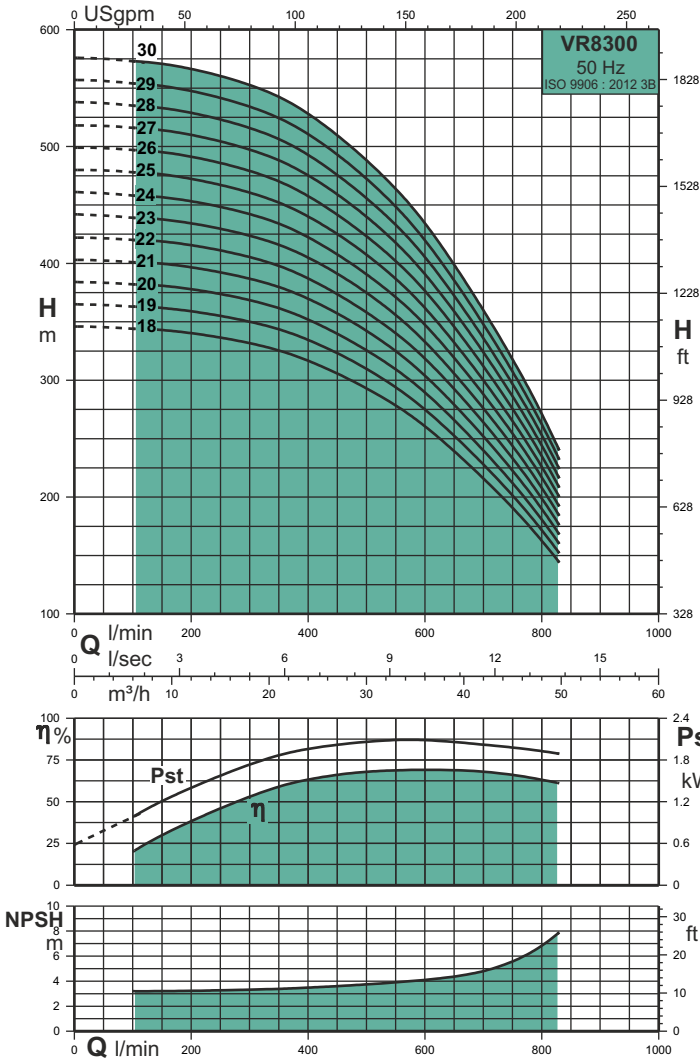 0 50 100 150 200 250
USgpm
600
VR8300
50 Hz
ISO 9906 : 2012 3B
30
29
28
27
26
25
24
23
22
21
20
19
18
500
400
300
200
100
H
m
1828
1528
1228
928
628
328
H
ft
Q l/min
0 200 400 600 800 1000
l/sec
0 3 6 9 12 15
m³/h
0 10 20 30 40 50 60
η %
100
75
50
25
0
Pst
η
2.4
1.8
1.2
0.6
0
Ps
kW
NPSH
m
10
8
6
4
2
0
30
20
10
0
ft
0 200 400 600 800 1000
Q l/min